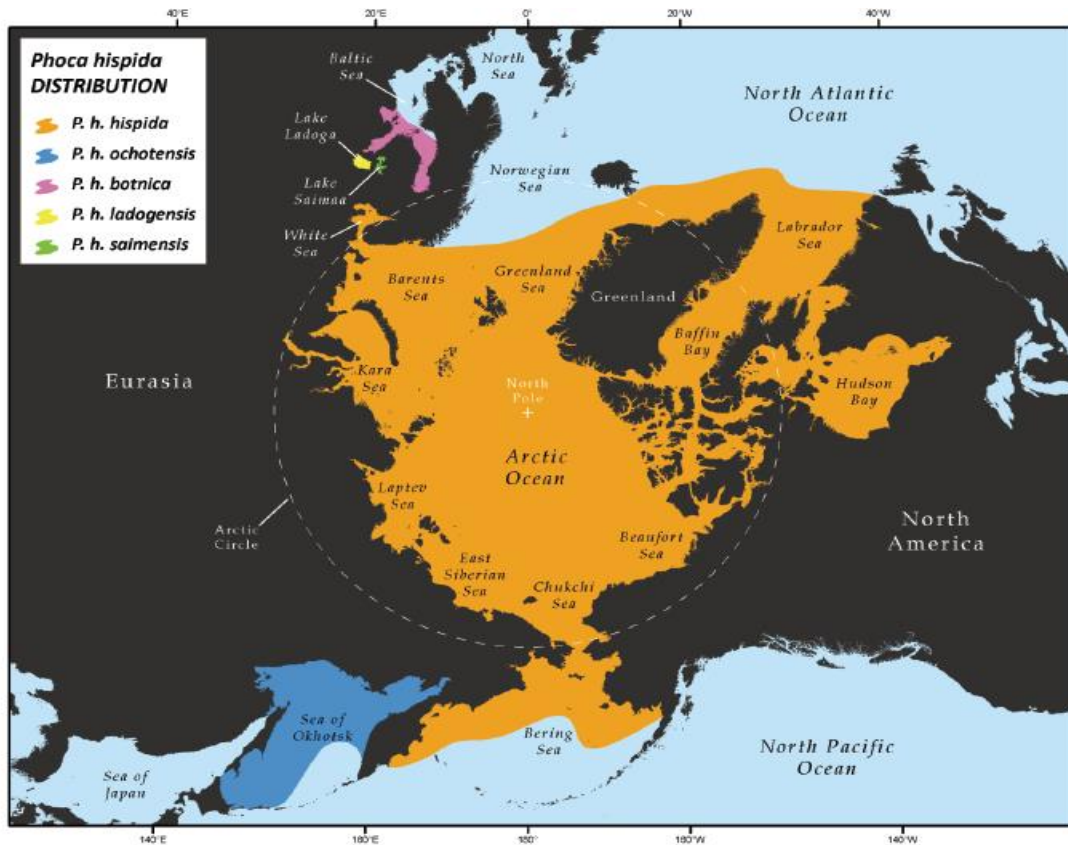 40°E 20°E 0° 20°W 40°W
Phoca hispida
DISTRIBUTION
P. h. hispida
P. h. ochotensis
P. h. botnica
P. h. ladogensis
P. h. saimensis
Baltic
Sea
North
Sea
North Atlantic
Ocean
Lake
Ladoga
Lake
Saimaa
Norwegian
Sea
White
Sea
Labrador
Sea
Barents
Sea
Greenland
Sea
Greenland
Baffin
Bay
Eurasia
Kara
Sea
North
Pole
Hudson
Bay
Arctic
Ocean
Laptev
Sea
Arctic
Circle
North
America
Beaufort
Sea
East
Siberian
Sea
Chukchi
Sea
Sea of
Okhotsk
Bering
Sea
North Pacific
Ocean
Sea of
Japan
140°E 160°E 180° 160°W 140°W